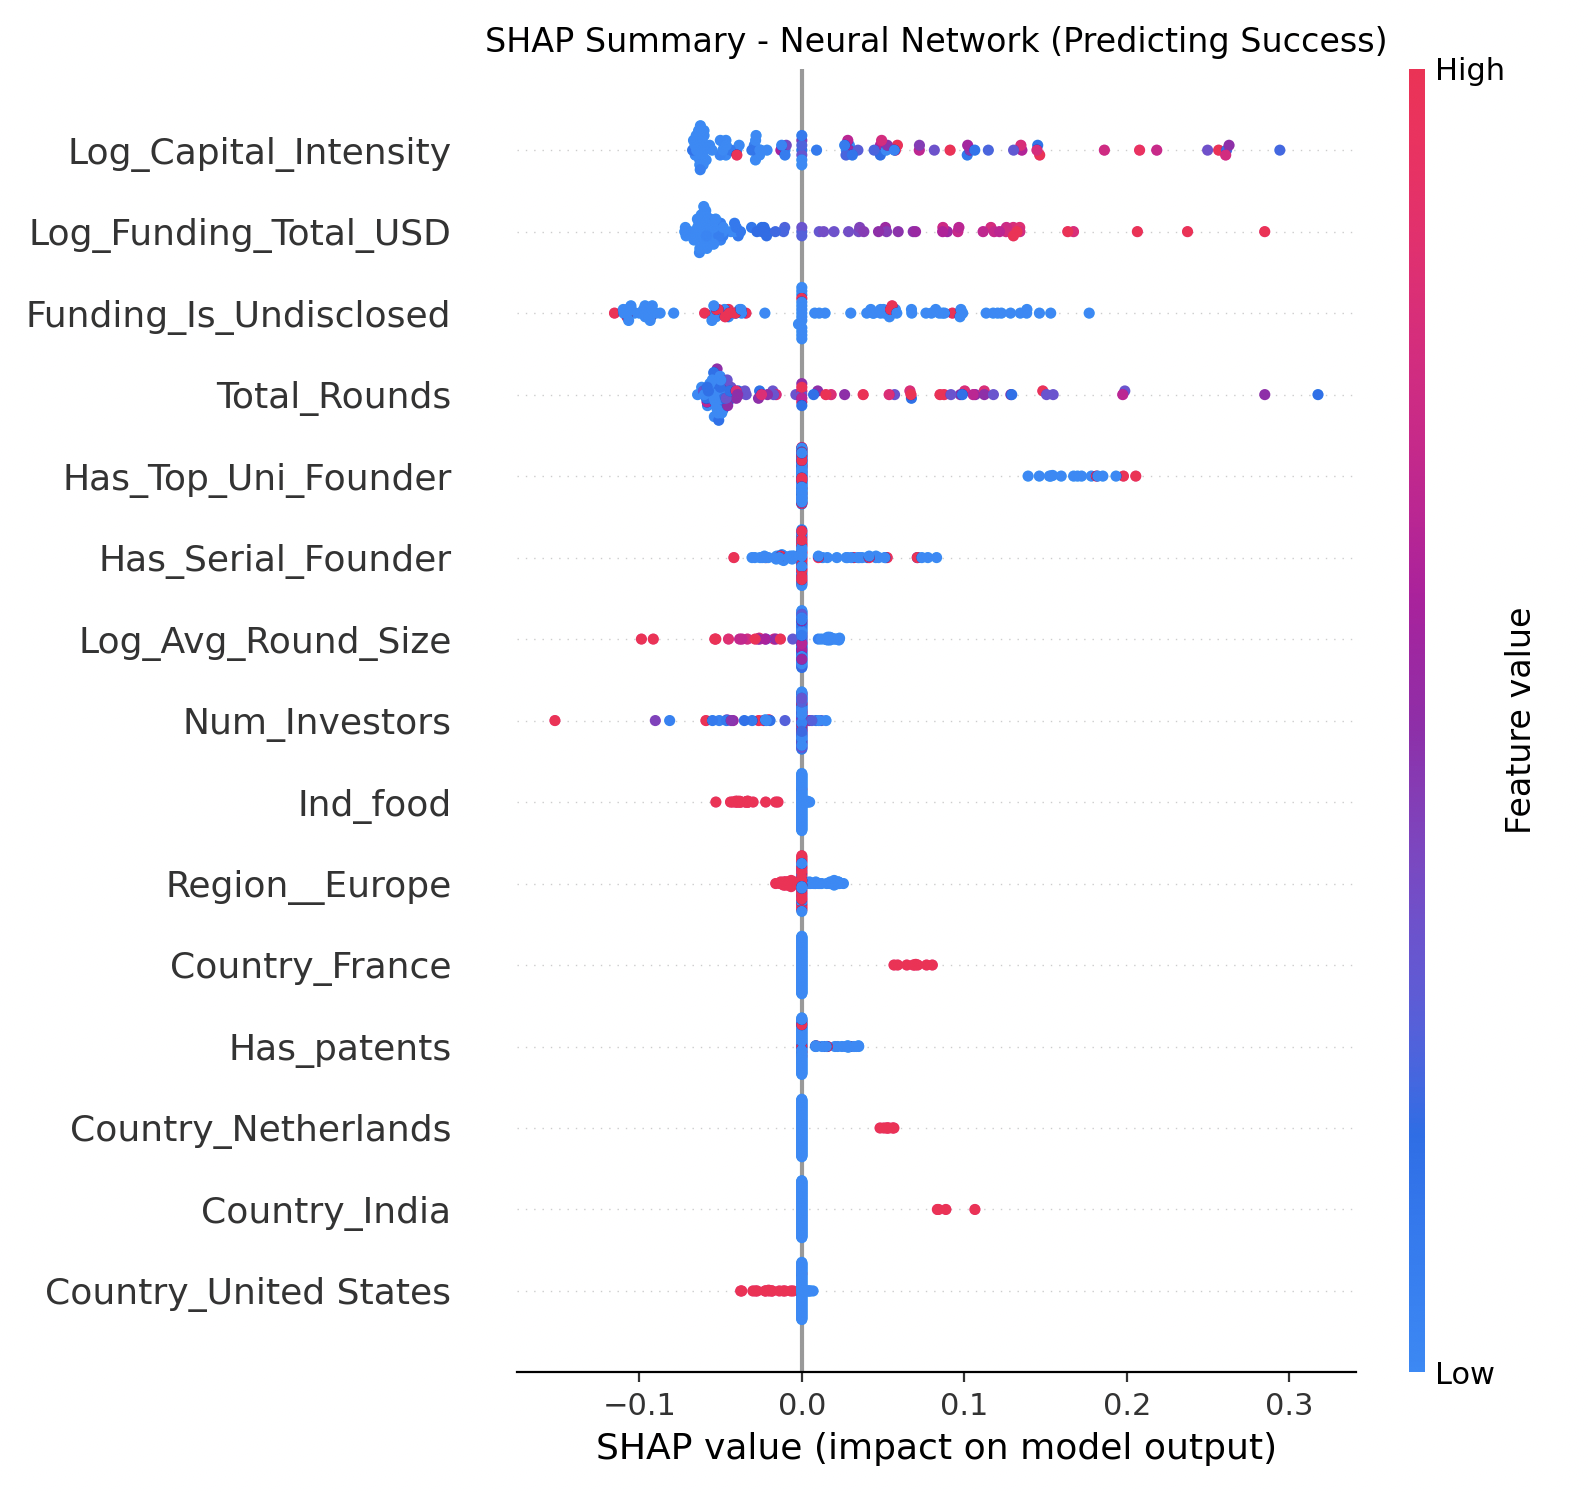 SHAP Summary - Neural Network (Predicting Success)
High
Log_Capital_Intensity
Log_Funding_Total_USD
Funding_Is_Undisclosed
Total_Rounds
Has_Top_Uni_Founder
Has_Serial_Founder
Log_Avg_Round_Size
Num_Investors
Ind_food
Region__Europe
Country_France
Has_patents
Country_Netherlands
Country_India
Country_United States
Feature value
Low
−0.1 0.0 0.1 0.2 0.3
SHAP value (impact on model output)